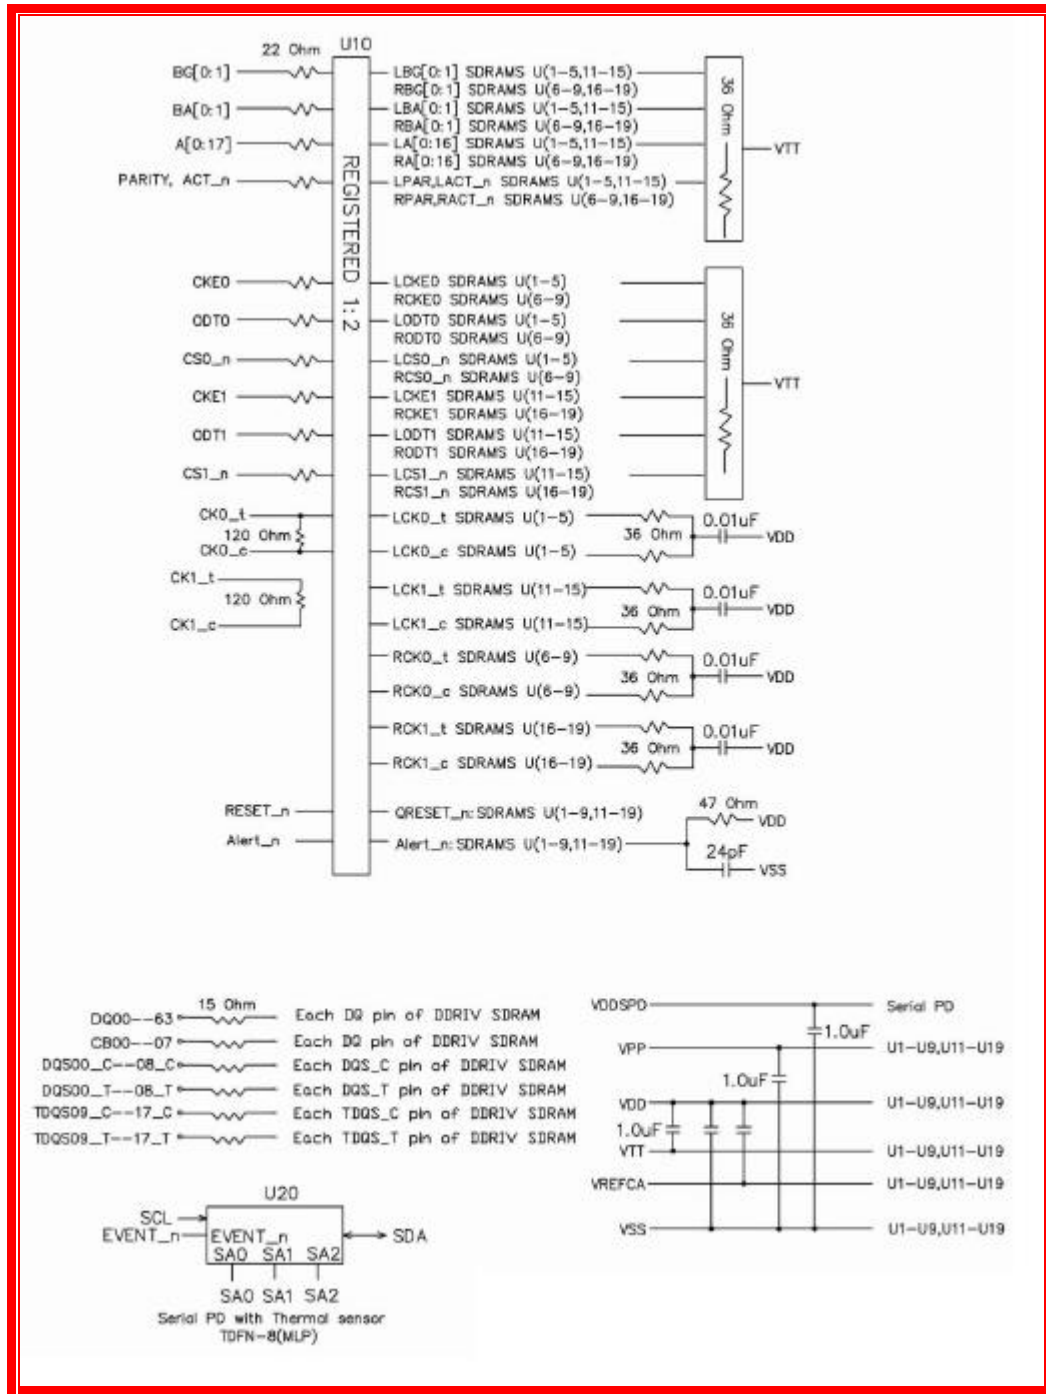 22 Ohm U10
BG[0:1] LBG[0:1] SDRAMS U(1-5,11-15)
RBG[0:1] SDRAMS U(6-9,16-19)
BA[0:1] LBA[0:1] SDRAMS U(1-5,11-15)
RBA[0:1] SDRAMS U(6-9,16-19)
A[0:17] LA[0:16] SDRAMS U(1-5,11-15)
RA[0:16] SDRAMS U(6-9,16-19)
PARITY, ACT_n LPAR,LACT_n SDRAMS U(1-5,11-15)
RPAR,RACT_n SDRAMS U(6-9,16-19)
36 Ohm
VTT
REGISTERED 1:2
CKE0 LCKE0 SDRAMS U(1-5)
RCKE0 SDRAMS U(6-9)
ODT0 LODT0 SDRAMS U(1-5)
RODT0 SDRAMS U(6-9)
CS0_n LCS0_n SDRAMS U(1-5)
RCS0_n SDRAMS U(6-9)
CKE1 LCKE1 SDRAMS U(11-15)
RCKE1 SDRAMS U(16-19)
ODT1 LODT1 SDRAMS U(11-15)
RODT1 SDRAMS U(16-19)
CS1_n LCS1_n SDRAMS U(11-15)
RCS1_n SDRAMS U(16-19)
36 Ohm
VTT
CK0_t LCK0_t SDRAMS U(1-5) 0.01uF
120 Ohm 36 Ohm VDD
CK0_c LCK0_c SDRAMS U(1-5)
CK1_t LCK1_t SDRAMS U(11-15) 0.01uF
120 Ohm 36 Ohm VDD
CK1_c LCK1_c SDRAMS U(11-15)
RCK0_t SDRAMS U(6-9) 0.01uF
36 Ohm VDD
RCK0_c SDRAMS U(6-9)
RCK1_t SDRAMS U(16-19) 0.01uF
36 Ohm VDD
RCK1_c SDRAMS U(16-19)
47 Ohm
RESET_n QRESET_n: SDRAMS U(1-9,11-19) VDD
Alert_n Alert_n: SDRAMS U(1-9,11-19)
24pF
VSS
15 Ohm
DQ00--63 Each DQ pin of DDRIV SDRAM
CB00--07 Each DQ pin of DDRIV SDRAM
DQS00_C--08_C Each DQS_C pin of DDRIV SDRAM
DQS00_T--08_T Each DQS_T pin of DDRIV SDRAM
TDQS09_C--17_C Each TDQS_C pin of DDRIV SDRAM
TDQS09_T--17_T Each TDQS_T pin of DDRIV SDRAM
VDDSPD Serial PD
1.0uF
VPP U1-U9,U11-U19
1.0uF
VDD U1-U9,U11-U19
1.0uF
VTT U1-U9,U11-U19
VREFCA U1-U9,U11-U19
VSS U1-U9,U11-U19
U20
SCL
EVENT_n EVENT_n SDA
SA0 SA1 SA2
SA0 SA1 SA2
Serial PD with Thermal sensor
TDFN-8(MLP)